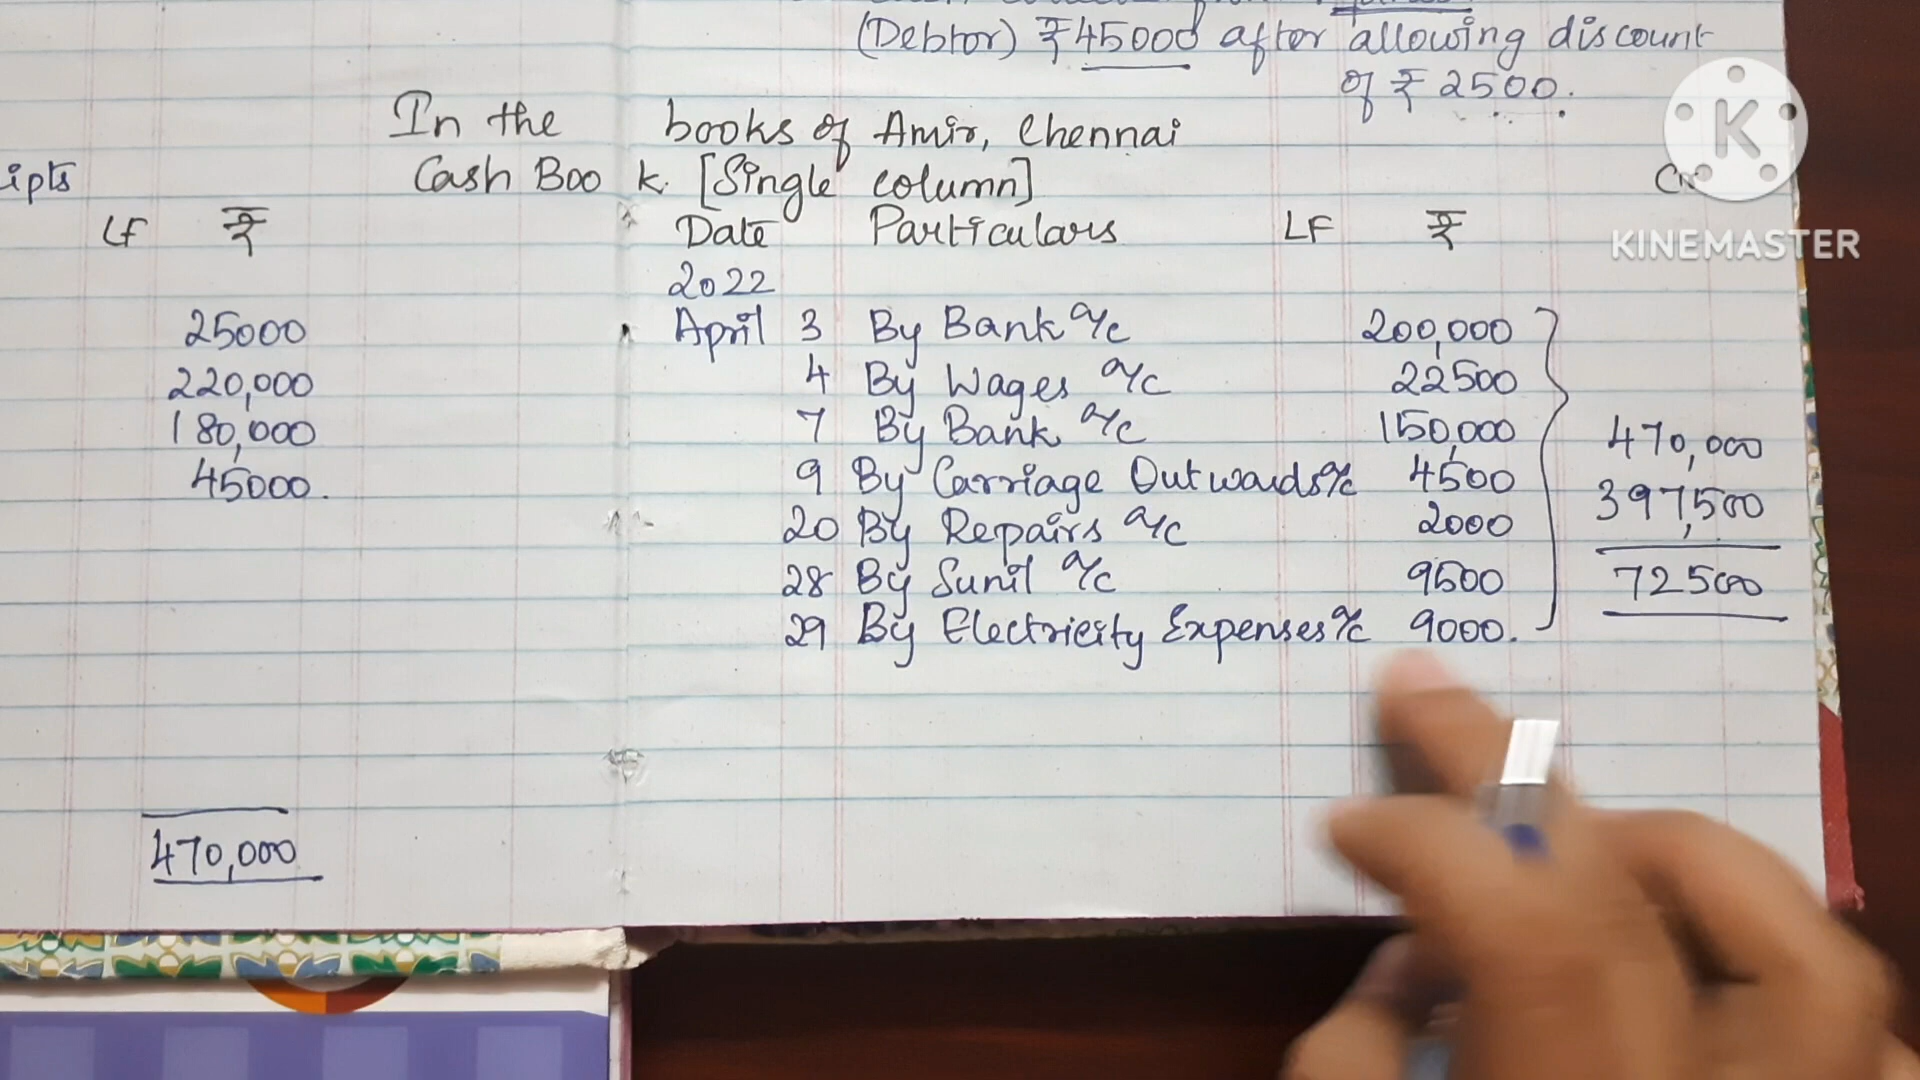 (Debtor) ₹45000 after allowing discount
of ₹ 2500.
In the books of Amir, Chennai
Cash Book. [Single column]
ipts
LF ₹ Date Particulars LF ₹
2022
25000 April 3 By Bank a/c 200,000
220,000 4 By Wages a/c 22500
180,000 7 By Bank a/c 150,000 470,000
45000. 9 By Carriage Outwards a/c 4500 397,500
20 By Repairs a/c 2000
28 By Sunil a/c 9500 72500
29 By Electricity Expenses a/c 9000.
470,000
K
KINEMASTER